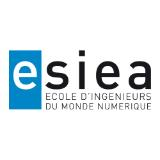 esiea
ECOLE D'INGENIEURS
DU MONDE NUMERIQUE